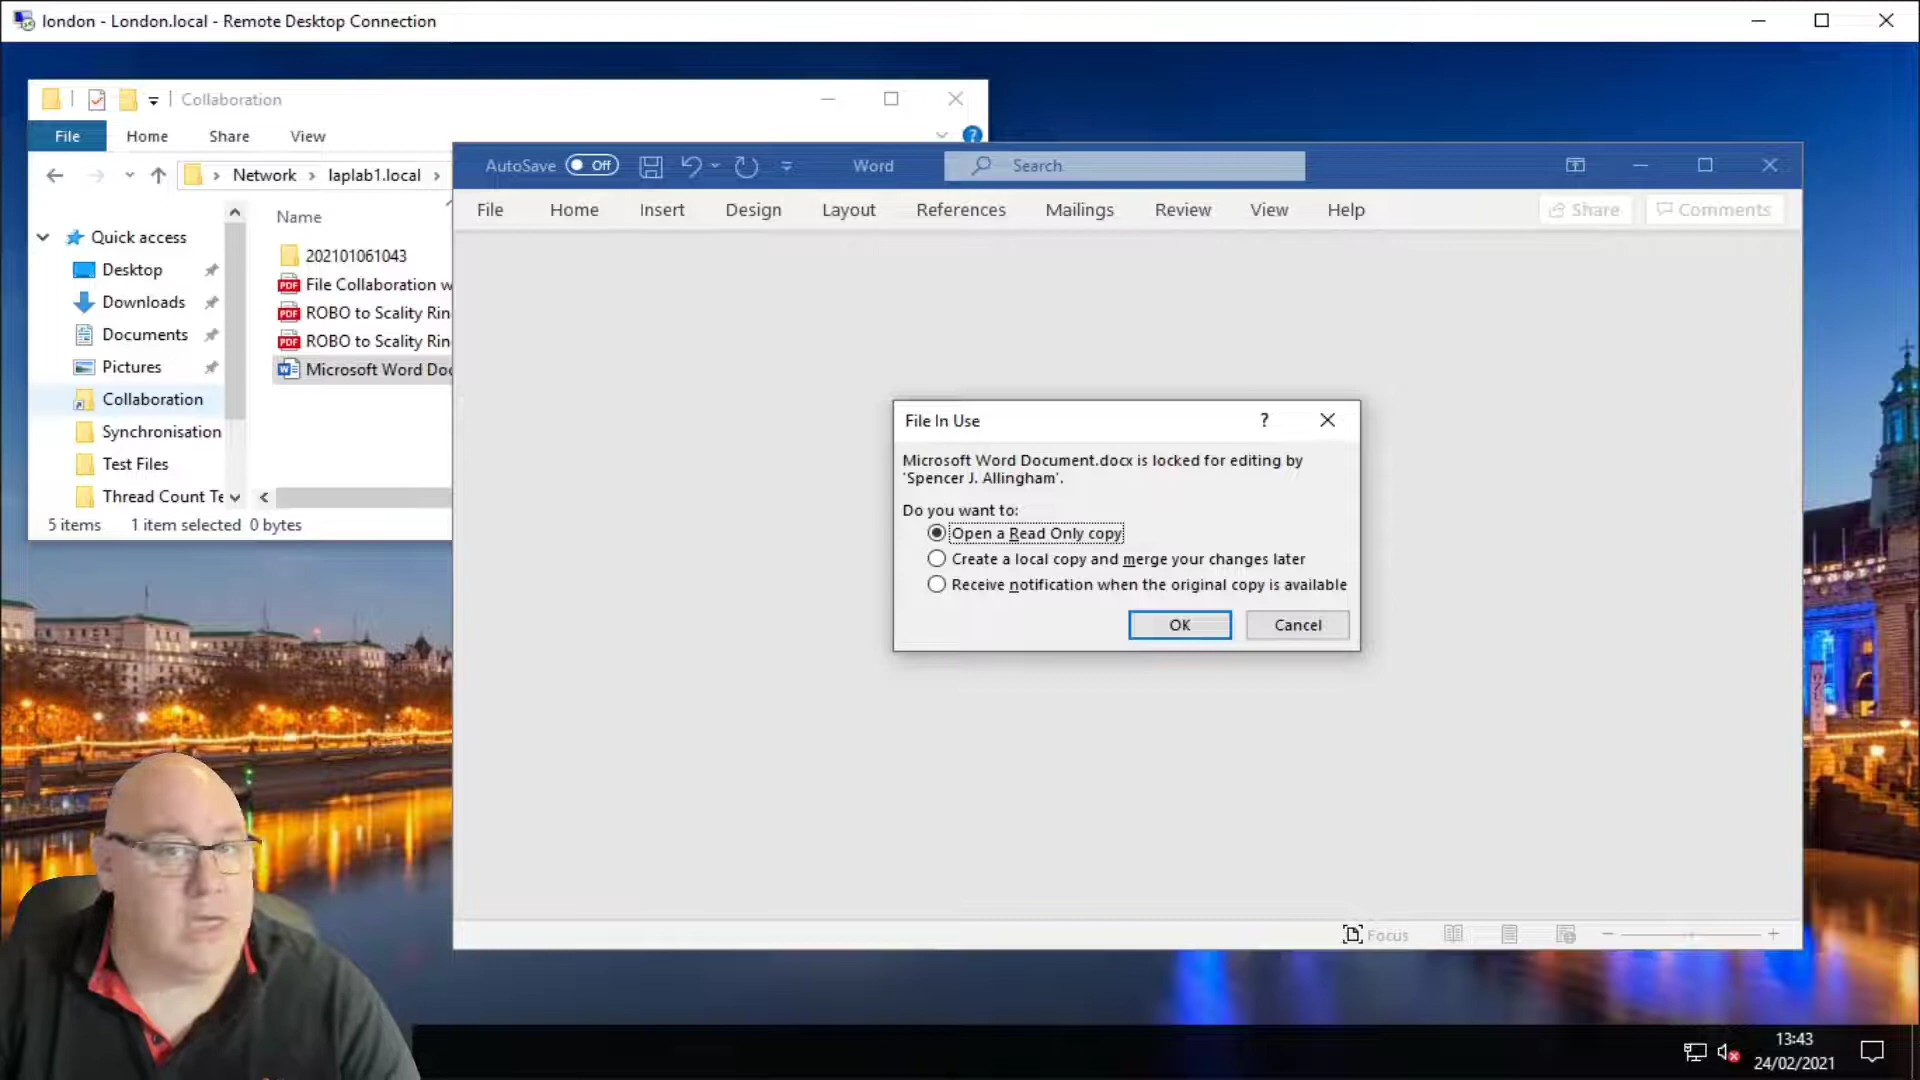 london - London.local - Remote Desktop Connection
Collaboration
File Home Share View
Network > laplab1.local >
Name
Quick access
Desktop
Downloads
Documents
Pictures
Collaboration
Synchronisation
Test Files
Thread Count Te
202101061043
File Collaboration w
ROBO to Scality Rin
ROBO to Scality Rin
Microsoft Word Doc
5 items 1 item selected 0 bytes
AutoSave Off Word Search
File Home Insert Design Layout References Mailings Review View Help Share Comments
File In Use
Microsoft Word Document.docx is locked for editing by
'Spencer J. Allingham'.
Do you want to:
Open a Read Only copy
Create a local copy and merge your changes later
Receive notification when the original copy is available
OK Cancel
Focus
13:43
24/02/2021